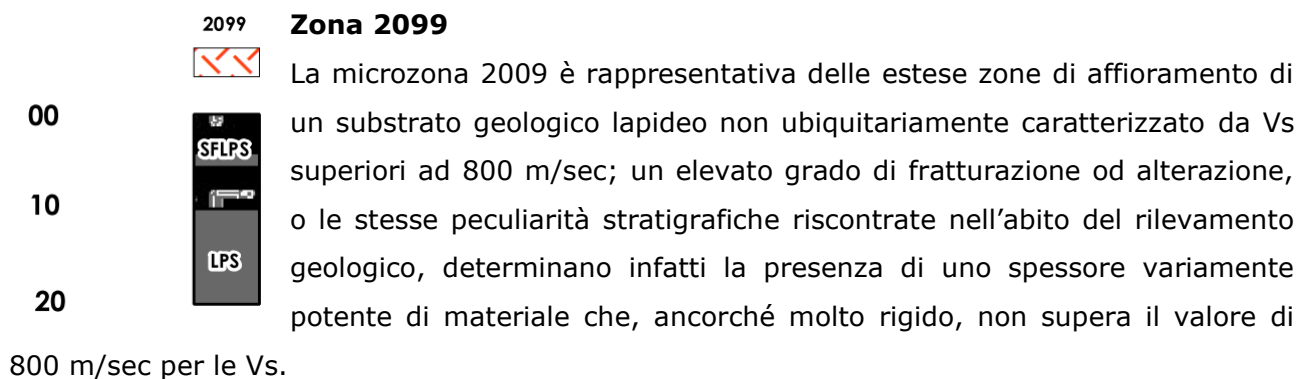 2099 Zona 2099
La microzona 2009 è rappresentativa delle estese zone di affioramento di
00
un substrato geologico lapideo non ubiquitariamente caratterizzato da Vs
SFLPS
superiori ad 800 m/sec; un elevato grado di fratturazione od alterazione,
10
o le stesse peculiarità stratigrafiche riscontrate nell'abito del rilevamento
LPS
geologico, determinano infatti la presenza di uno spessore variamente
20
potente di materiale che, ancorché molto rigido, non supera il valore di
800 m/sec per le Vs.